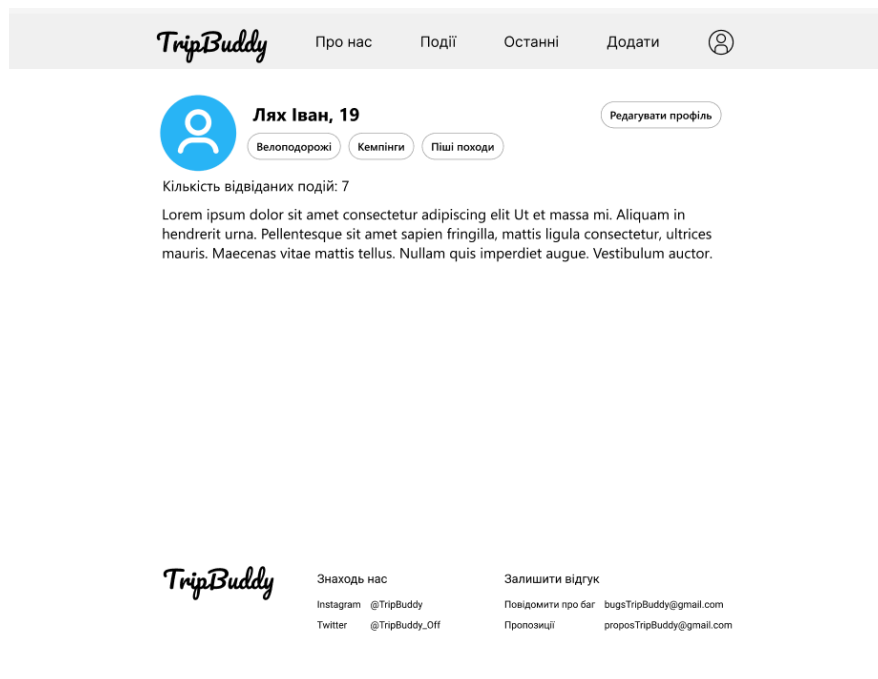 TripBuddy Про нас Події Останні Додати
Лях Іван, 19
Редагувати профіль
Велоподорожі Кемпінги Піші походи
Кількість відвіданих подій: 7
Lorem ipsum dolor sit amet consectetur adipiscing elit Ut et massa mi. Aliquam in
hendrerit urna. Pellentesque sit amet sapien fringilla, mattis ligula consectetur, ultrices
mauris. Maecenas vitae mattis tellus. Nullam quis imperdiet augue. Vestibulum auctor.
TripBuddy
Знаходь нас
Instagram @TripBuddy
Twitter @TripBuddy_Off
Залишити відгук
Повідомити про баг bugsTripBuddy@gmail.com
Пропозиції proposTripBuddy@gmail.com